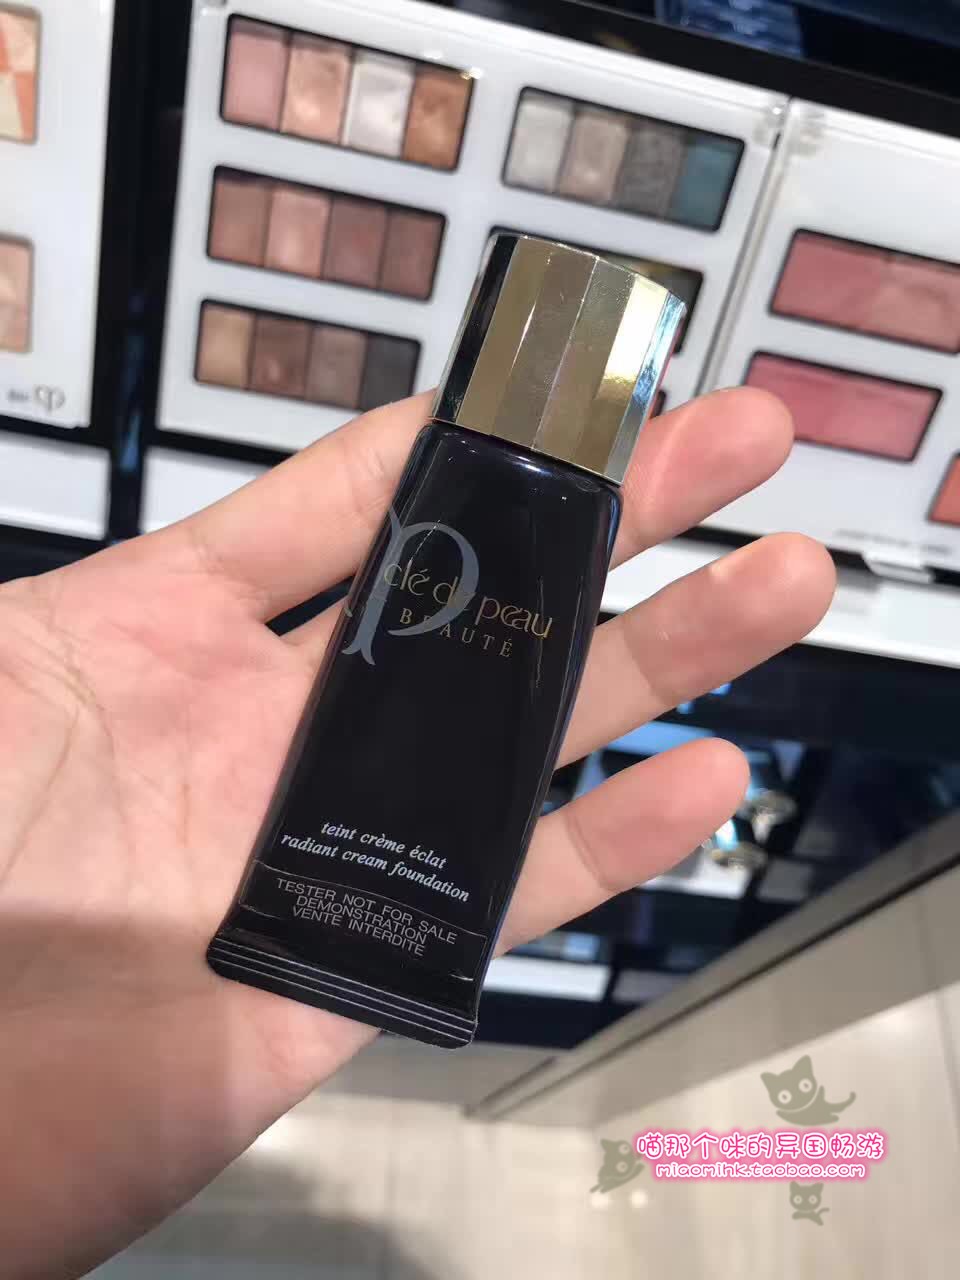 clé de peau
BEAUTÉ
teint crème éclat
radiant cream foundation
TESTER NOT FOR SALE
DEMONSTRATION
VENTE INTERDITE
喵那个咪的异国畅游
miaomihk.taobao.com